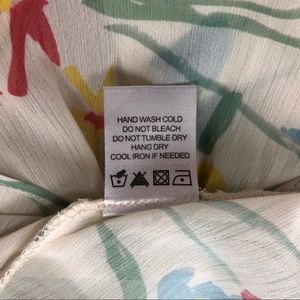 HAND WASH COLD
DO NOT BLEACH
DO NOT TUMBLE DRY
HANG DRY
COOL IRON IF NEEDED